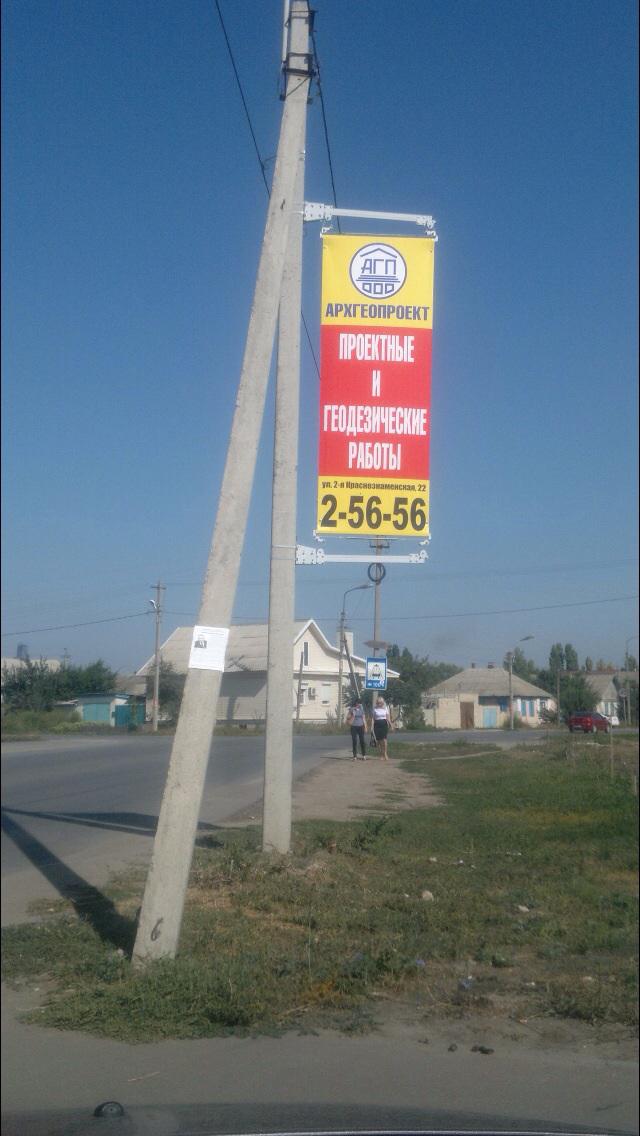 АГП
АРХГЕОПРОЕКТ
ПРОЕКТНЫЕ
И
ГЕОДЕЗИЧЕСКИЕ
РАБОТЫ
ул. 2-я Краснознаменская, 22
2-56-56